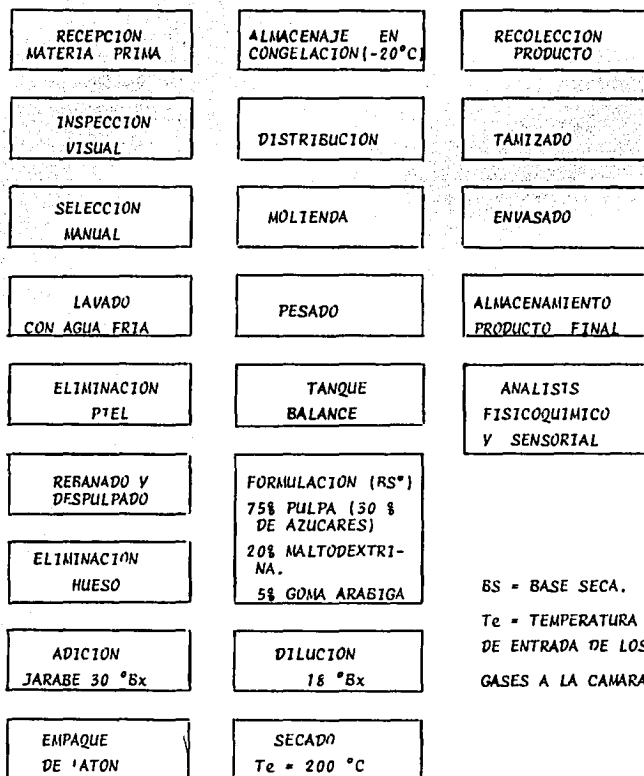 RECEPCION
MATERIA PRIMA
INSPECCION
VISUAL
SELECCION
MANUAL
LAVADO
CON AGUA FRIA
ELIMINACION
PIEL
REBANADO Y
DESPULPADO
ELIMINACION
HUESO
ADICION
JARABE 30 °Bx
EMPAQUE
DE LATON
ALMACENAJE EN
CONGELACION(-20°C)
DISTRIBUCION
MOLIENDA
PESADO
TANQUE
BALANCE
FORMULACION (BS*)
75% PULPA (30 %
DE AZUCARES)
20% MALTODEXTRI-
NA.
5% GOMA ARABIGA
DILUCION
18 °Bx
SECADO
Te = 200 °C
RECOLECCION
PRODUCTO
TAMIZADO
ENVASADO
ALMACENAMIENTO
PRODUCTO FINAL
ANALISIS
FISICOQUIMICO
Y SENSORIAL
BS = BASE SECA.
Te = TEMPERATURA
DE ENTRADA DE LOS
GASES A LA CAMARA